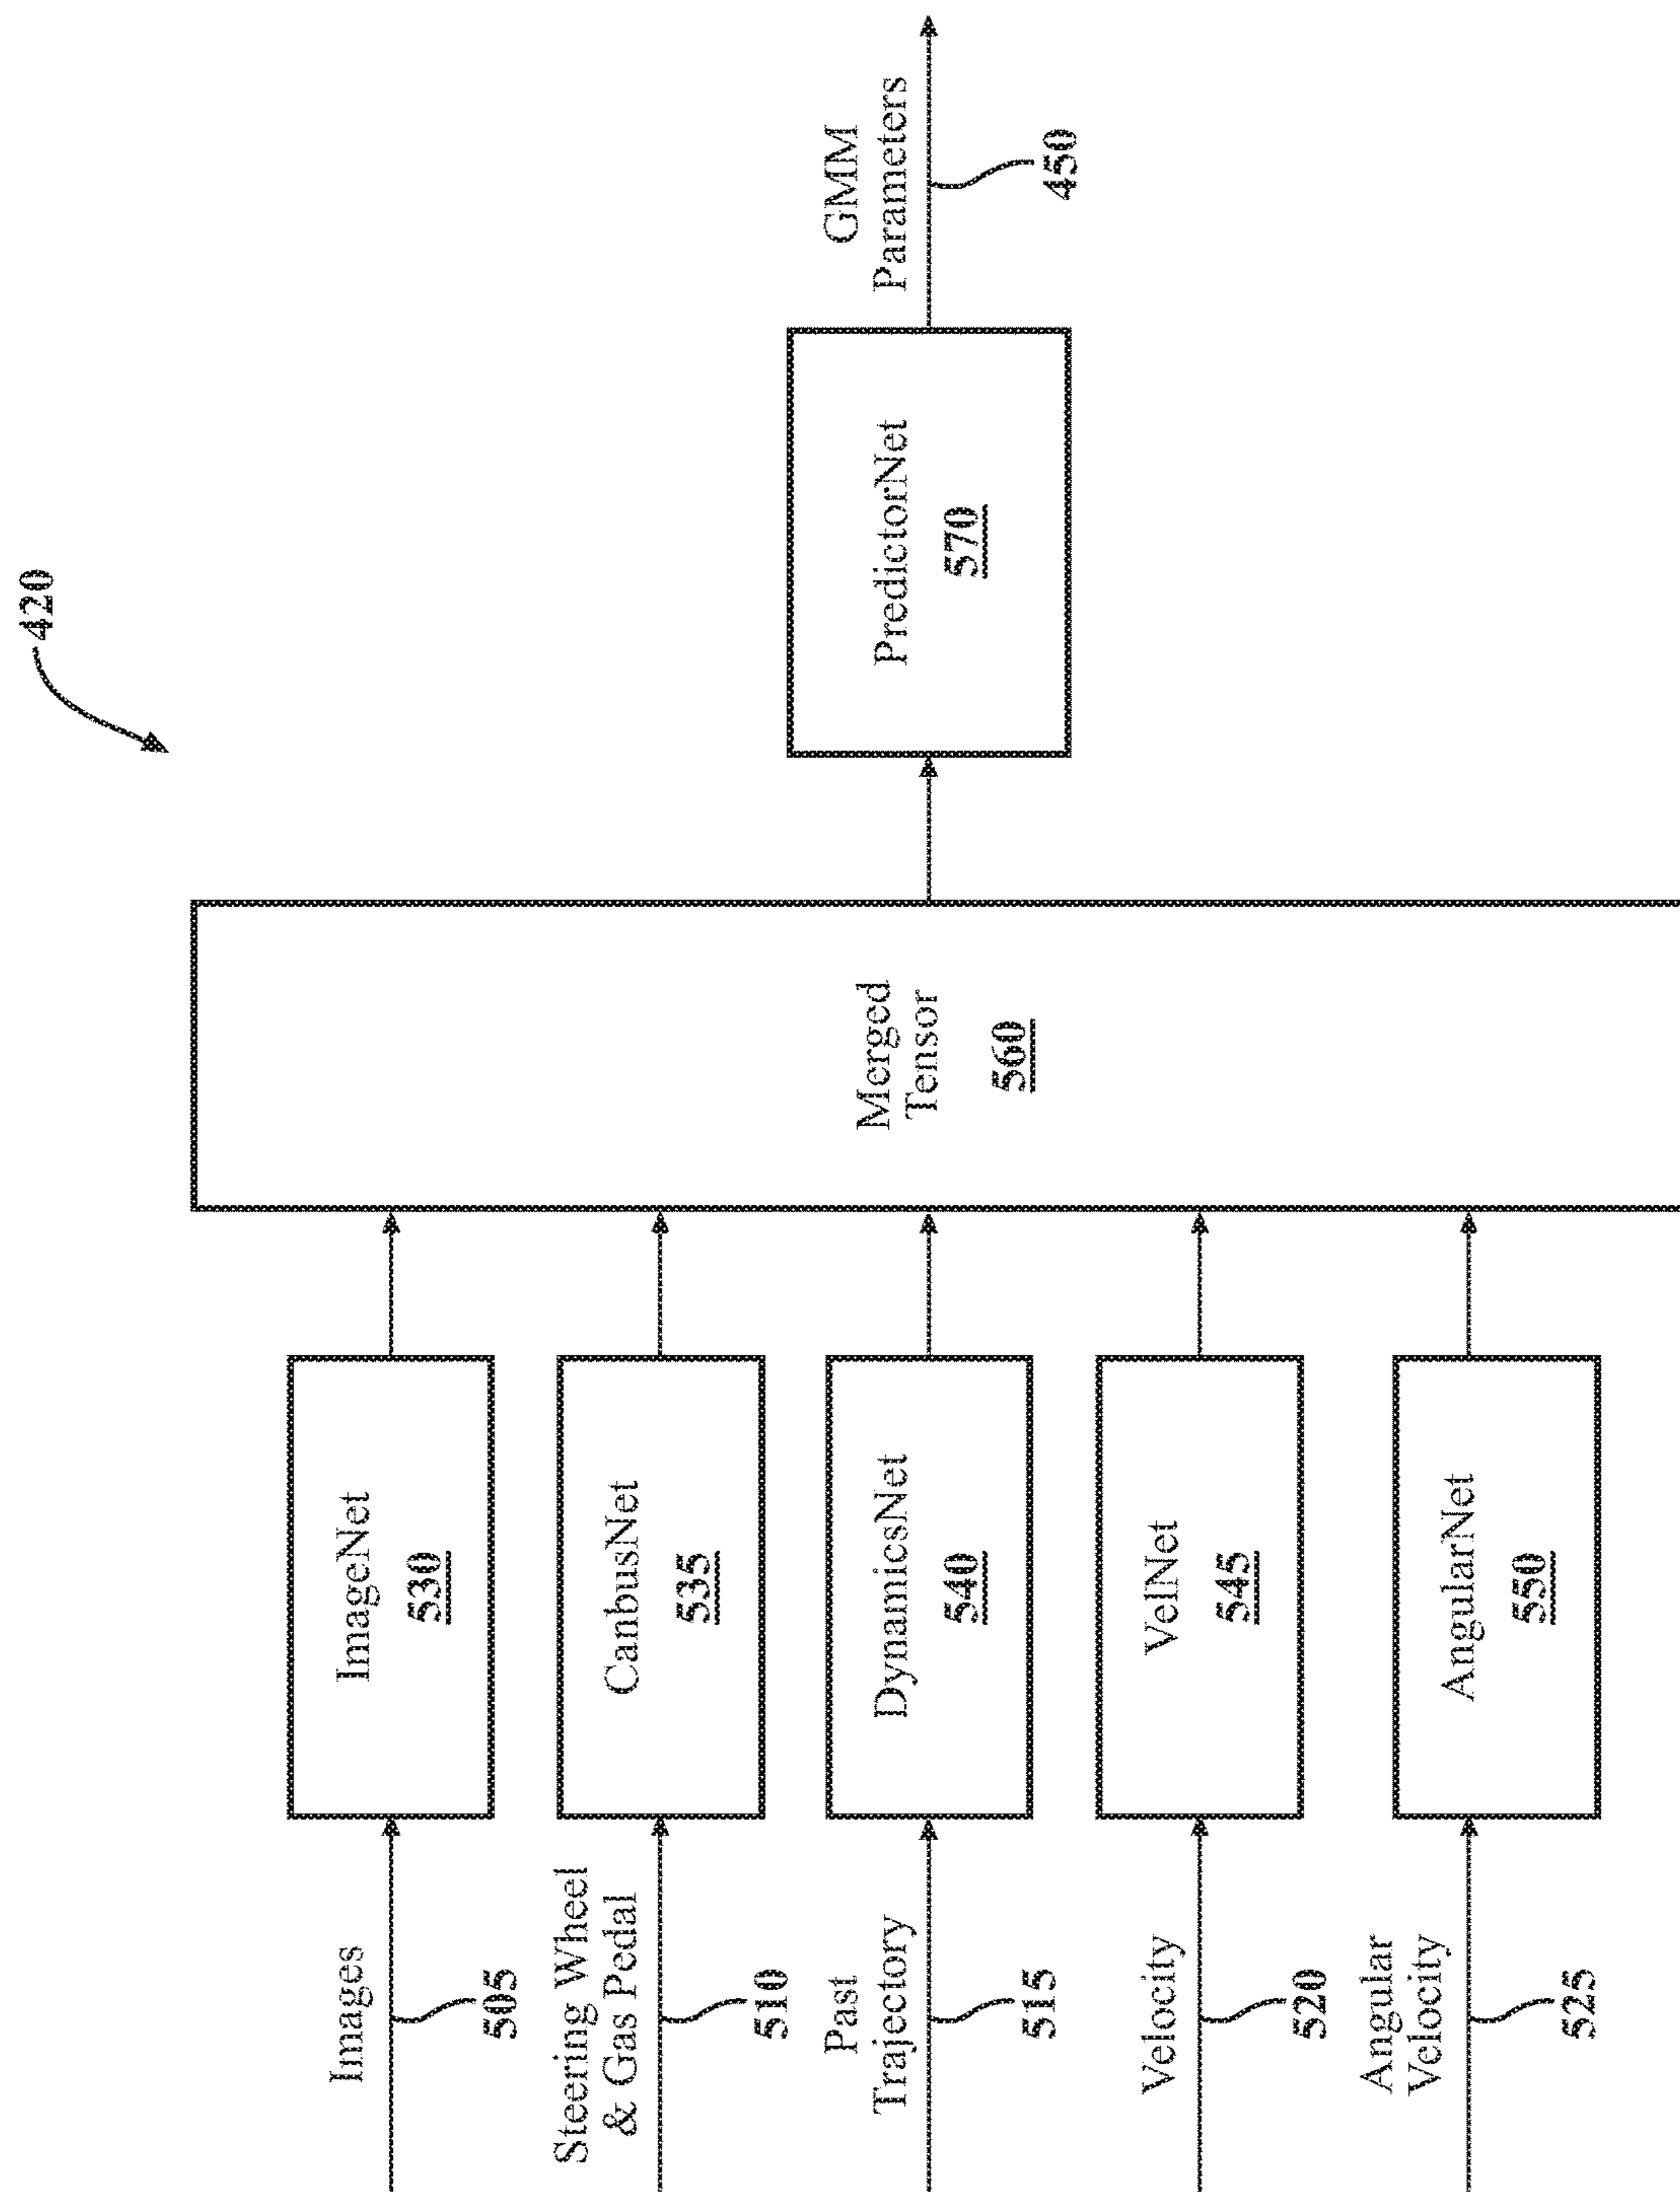 420
Images
505
ImageNet
530
Steering Wheel
& Gas Pedal
510
CanbusNet
535
Past
Trajectory
515
DynamicsNet
540
Velocity
520
VelNet
545
Angular
Velocity
525
AngularNet
550
Merged
Tensor
560
PredictorNet
570
GMM
Parameters
450